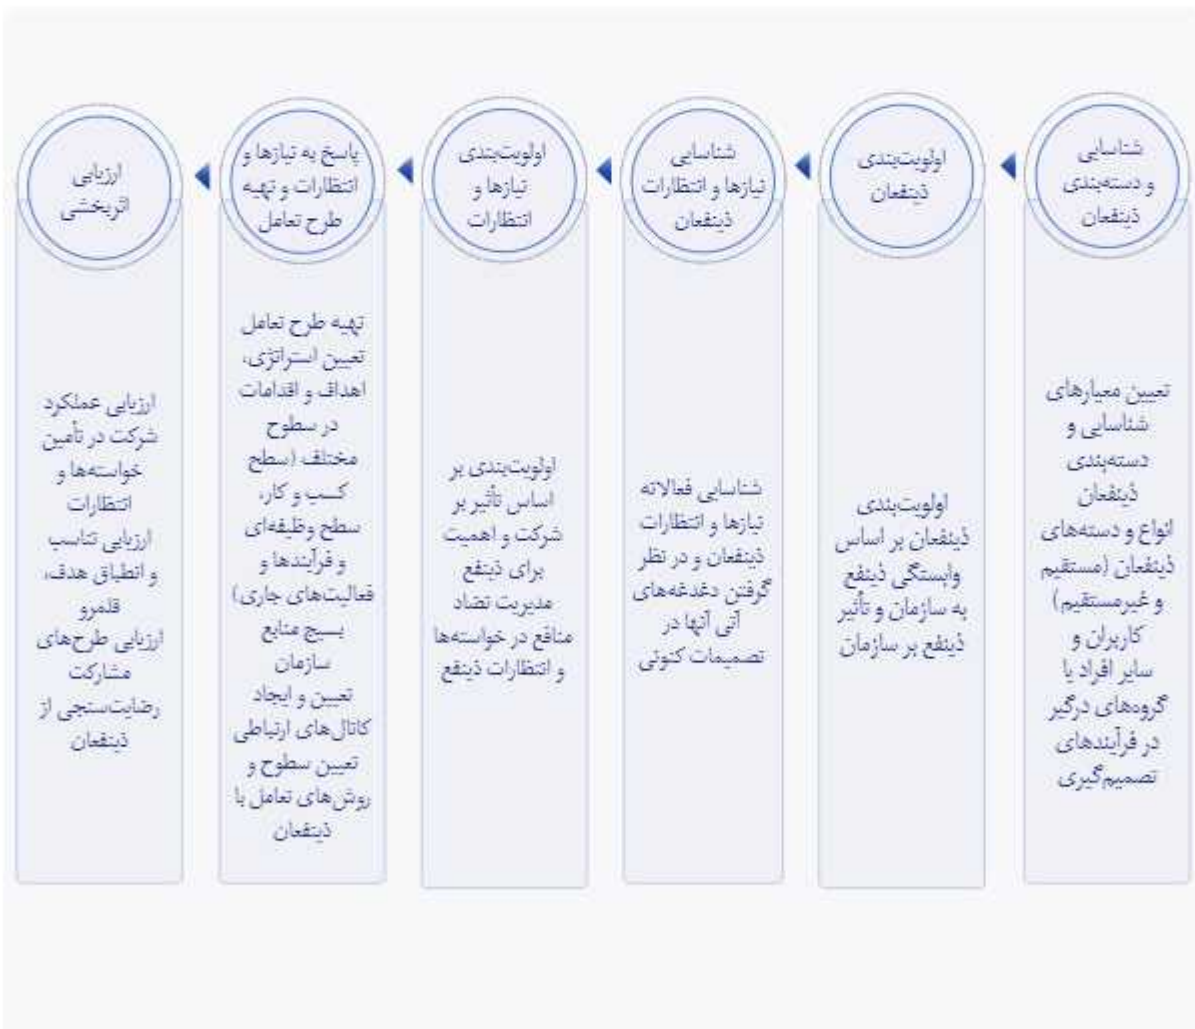 شناسایی
و دسته‌بندی
ذینفعان
تعیین معیارهای
شناسایی و
دسته‌بندی
ذینفعان
انواع و دسته‌های
ذینفعان (مستقیم
و غیرمستقیم)
کاربران و
سایر افراد یا
گروه‌های درگیر
در فرآیندهای
تصمیم‌گیری
اولویت‌بندی
ذینفعان
اولویت‌بندی
ذینفعان بر اساس
وابستگی ذینفع
به سازمان و تأثیر
ذینفع بر سازمان
شناسایی
نیازها و انتظارات
ذینفعان
شناسایی فعالانه
نیازها و انتظارات
ذینفعان و در نظر
گرفتن دغدغه‌های
آتی آنها در
تصمیمات کنونی
اولویت‌بندی
نیازها و
انتظارات
اولویت‌بندی بر
اساس تأثیر بر
شرکت و اهمیت
برای ذینفع
مدیریت تضاد
منافع در خواسته‌ها
و انتظارات ذینفع
پاسخ به نیازها و
انتظارات و تهیه
طرح تعامل
تهیه طرح تعامل
تعیین استراتژی،
اهداف و اقدامات
در سطوح
مختلف (سطح
کسب و کار،
سطح وظیفه‌ای
و فرآیندها و
فعالیت‌های جاری)
بسیج منابع
سازمان
تعیین و ایجاد
کانال‌های ارتباطی
تعیین سطوح و
روش‌های تعامل با
ذینفعان
ارزیابی
اثربخشی
ارزیابی عملکرد
شرکت در تأمین
خواسته‌ها و
انتظارات
ارزیابی تناسب
و انطباق هدف،
قلمرو
ارزیابی طرح‌های
مشارکت
رضایت‌سنجی از
ذینفعان